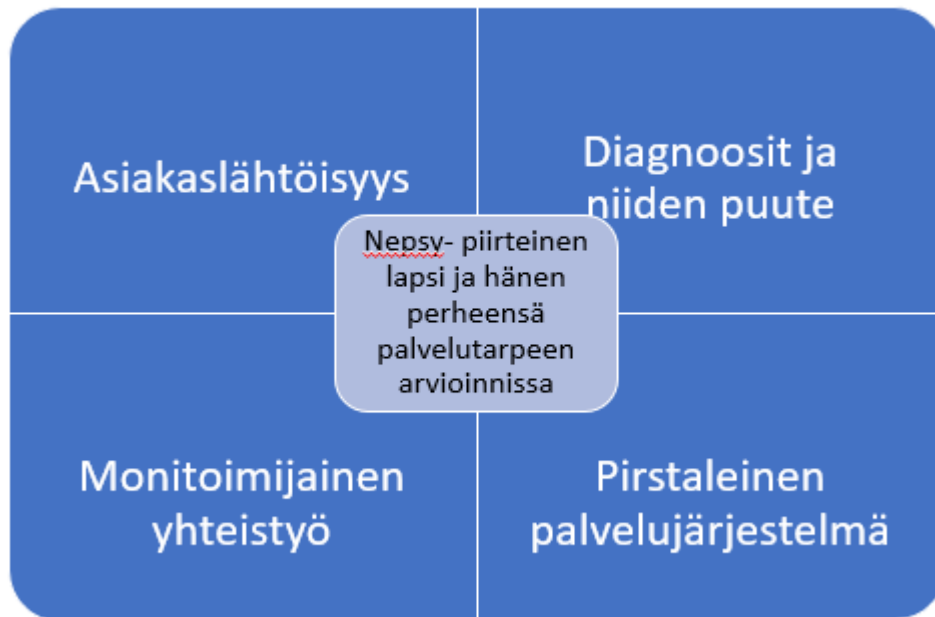 Asiakaslähtöisyys
Diagnoosit ja
niiden puute
Nepsy- piirteinen
lapsi ja hänen
perheensä
palvelutarpeen
arvioinnissa
Monitoimijainen
yhteistyö
Pirstaleinen
palvelujärjestelmä